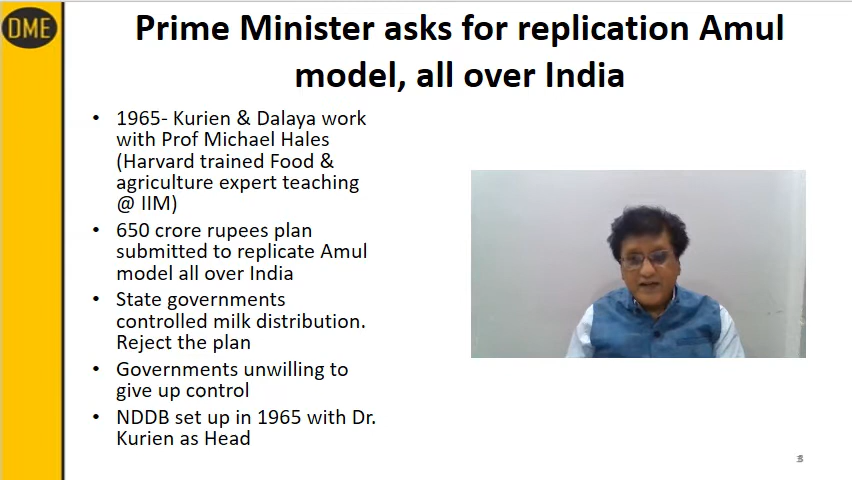 DME
Prime Minister asks for replication Amul
model, all over India
• 1965- Kurien & Dalaya work
with Prof Michael Hales
(Harvard trained Food &
agriculture expert teaching
@ IIM)
• 650 crore rupees plan
submitted to replicate Amul
model all over India
• State governments
controlled milk distribution.
Reject the plan
• Governments unwilling to
give up control
• NDDB set up in 1965 with Dr.
Kurien as Head